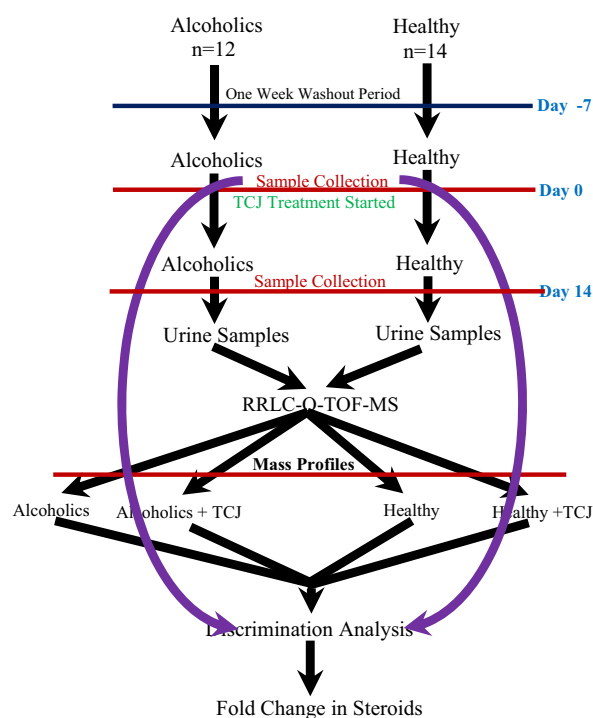 Alcoholics
n=12
Healthy
n=14
One Week Washout Period
Day -7
Alcoholics
Healthy
Sample Collection
Day 0
TCJ Treatment Started
Alcoholics
Healthy
Sample Collection
Day 14
Urine Samples
Urine Samples
RRLC-Q-TOF-MS
Mass Profiles
Alcoholics
Alcoholics + TCJ
Healthy
Healthy +TCJ
Discrimination Analysis
Fold Change in Steroids